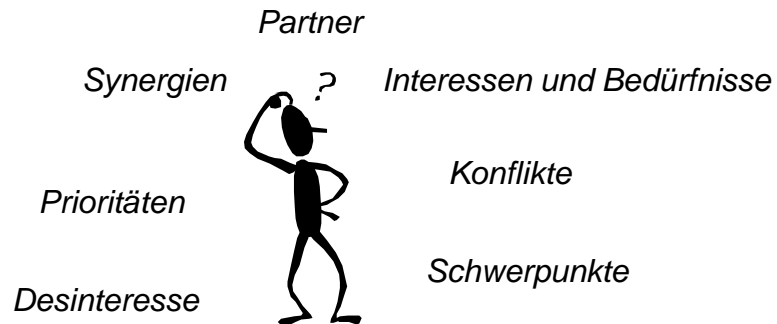 Partner
Synergien ? Interessen und Bedürfnisse
Konflikte
Prioritäten
Schwerpunkte
Desinteresse